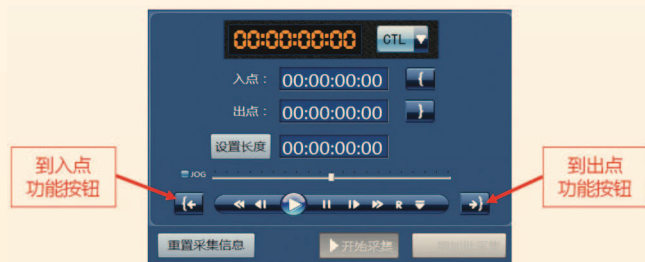 00:00:00:00 CTL
入点： 00:00:00:00 {
出点： 00:00:00:00 }
设置长度 00:00:00:00
到入点
功能按钮
JOG
{← R →}
到出点
功能按钮
重置采集信息 开始采集